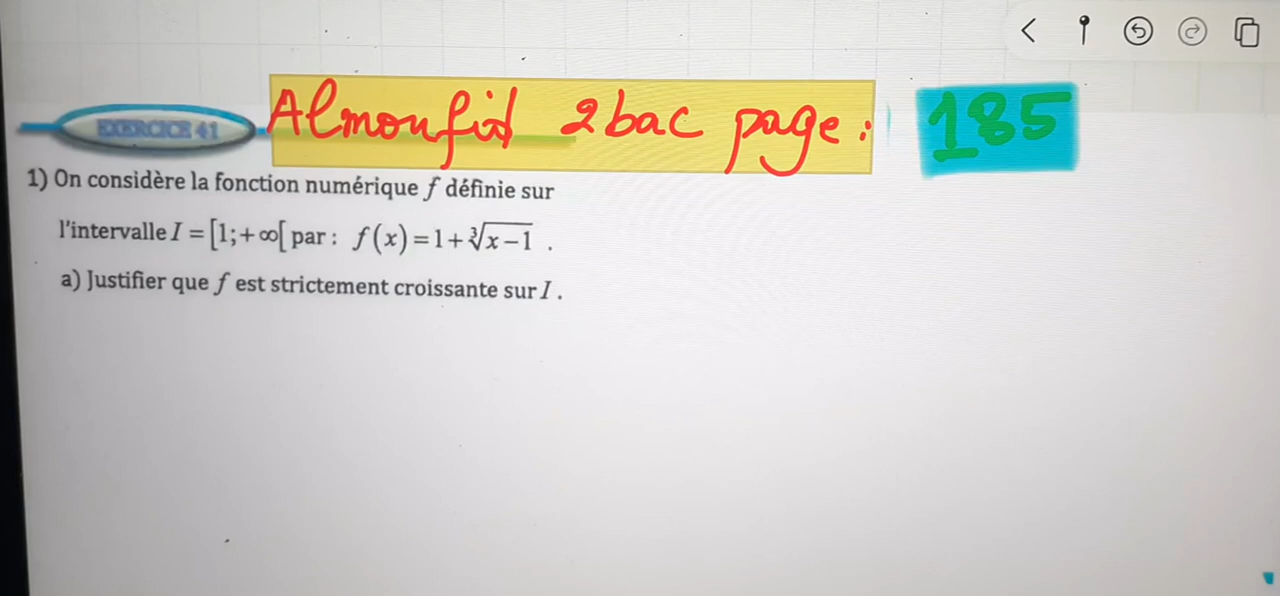 EXERCICE 41 Almoufid 2bac page: 185
1) On considère la fonction numérique f définie sur
l'intervalle I = [1;+∞[ par : f(x)=1+∛(x−1) .
a) Justifier que f est strictement croissante sur I .